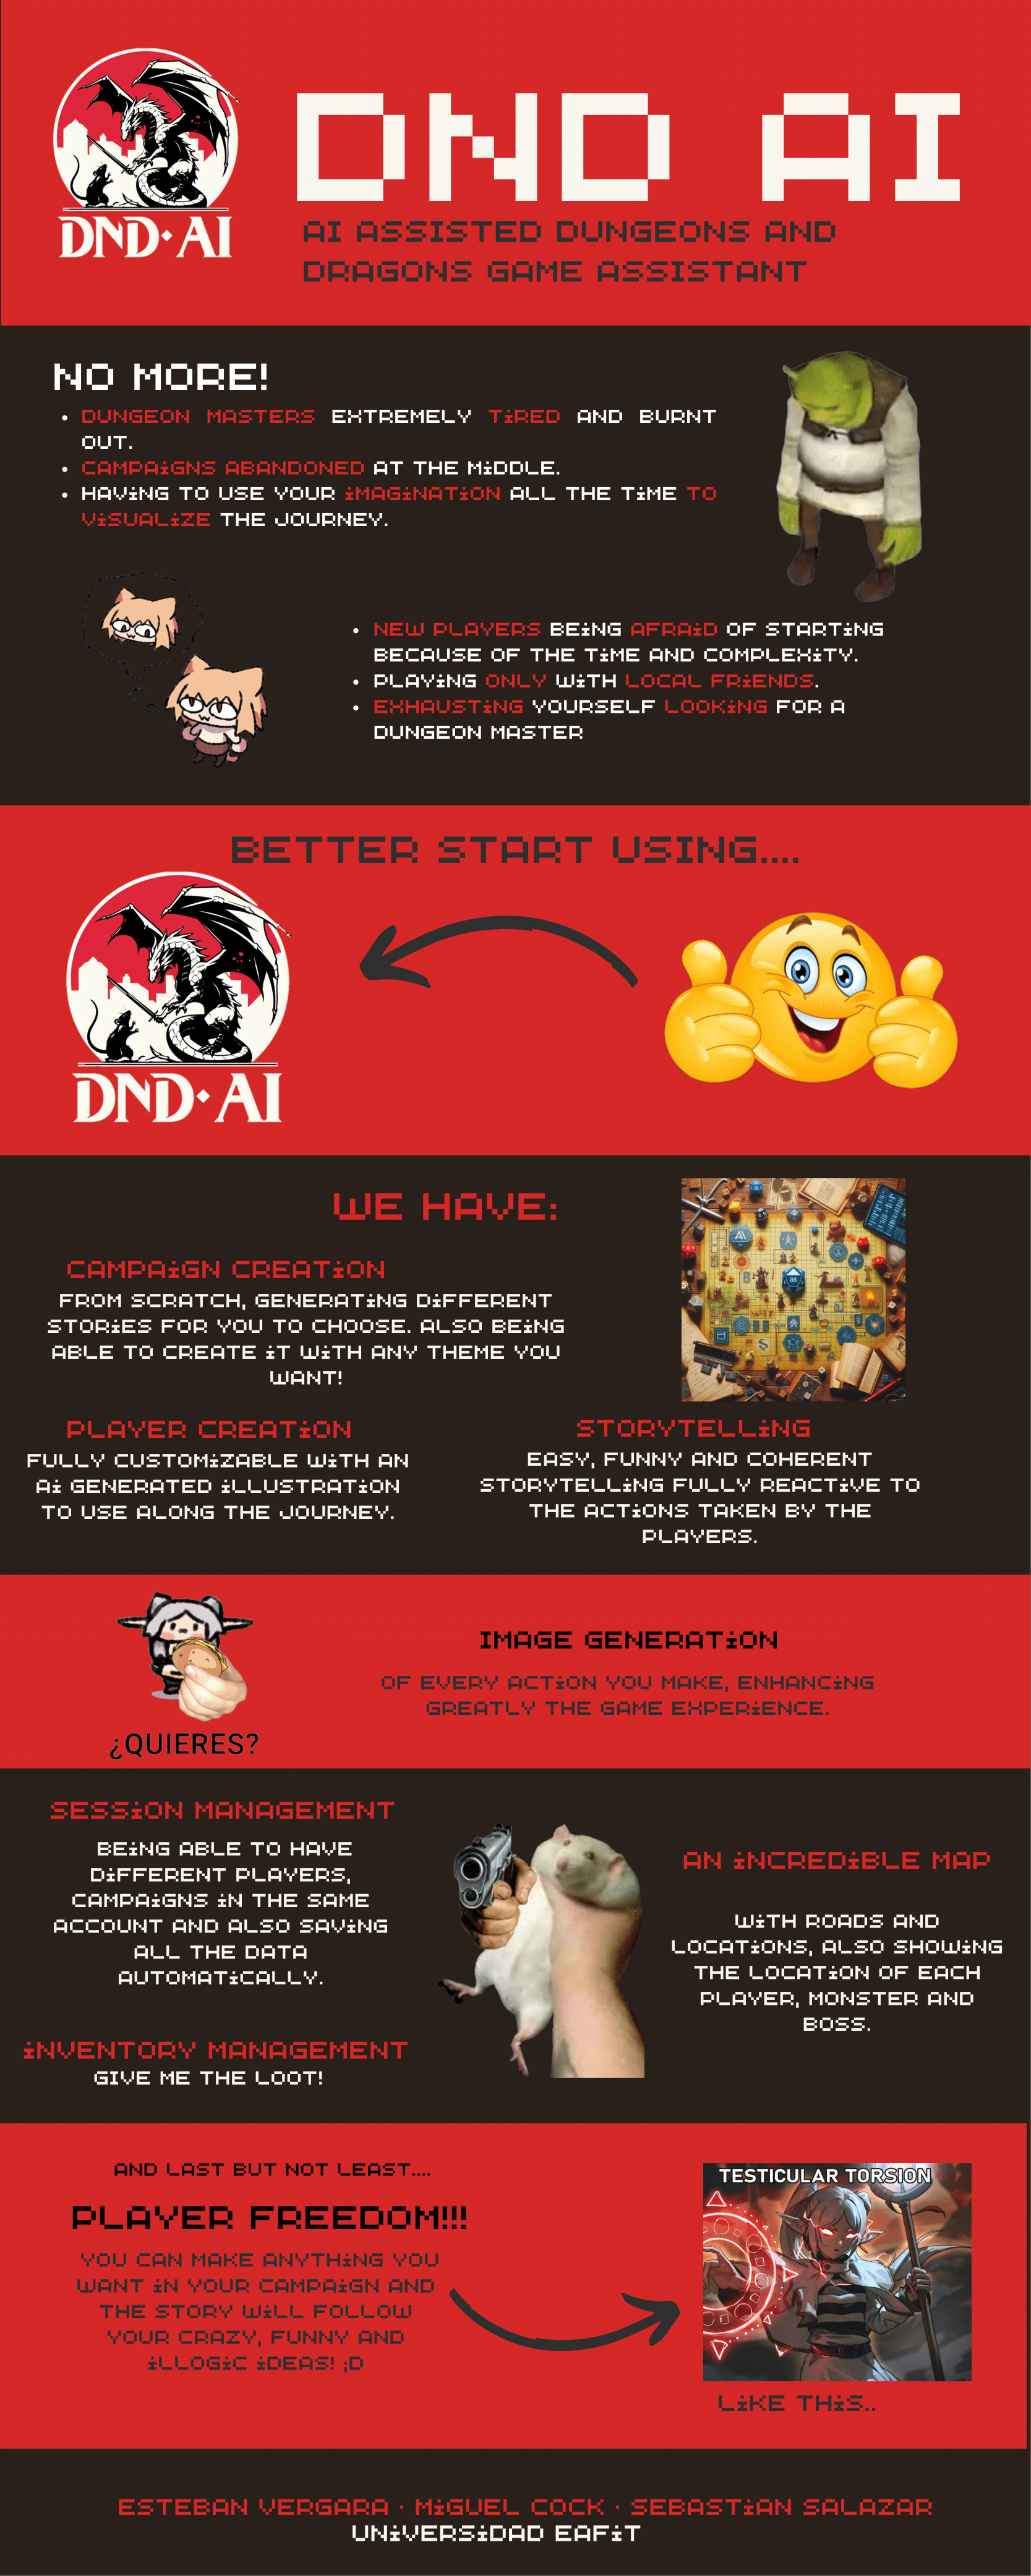 DND AI
DND·AI
AI ASSISTED DUNGEONS AND
DRAGONS GAME ASSISTANT
NO MORE!
• DUNGEON MASTERS EXTREMELY TIRED AND BURNT
OUT.
• CAMPAIGNS ABANDONED AT THE MIDDLE.
• HAVING TO USE YOUR IMAGINATION ALL THE TIME TO
VISUALIZE THE JOURNEY.
• NEW PLAYERS BEING AFRAID OF STARTING
BECAUSE OF THE TIME AND COMPLEXITY.
• PLAYING ONLY WITH LOCAL FRIENDS.
• EXHAUSTING YOURSELF LOOKING FOR A
DUNGEON MASTER
BETTER START USING....
DND·AI
WE HAVE:
CAMPAIGN CREATION
FROM SCRATCH, GENERATING DIFFERENT
STORIES FOR YOU TO CHOOSE. ALSO BEING
ABLE TO CREATE IT WITH ANY THEME YOU
WANT!
PLAYER CREATION
FULLY CUSTOMIZABLE WITH AN
AI GENERATED ILLUSTRATION
TO USE ALONG THE JOURNEY.
STORYTELLING
EASY, FUNNY AND COHERENT
STORYTELLING FULLY REACTIVE TO
THE ACTIONS TAKEN BY THE
PLAYERS.
¿QUIERES?
IMAGE GENERATION
OF EVERY ACTION YOU MAKE, ENHANCING
GREATLY THE GAME EXPERIENCE.
SESSION MANAGEMENT
BEING ABLE TO HAVE
DIFFERENT PLAYERS,
CAMPAIGNS IN THE SAME
ACCOUNT AND ALSO SAVING
ALL THE DATA
AUTOMATICALLY.
AN INCREDIBLE MAP
WITH ROADS AND
LOCATIONS, ALSO SHOWING
THE LOCATION OF EACH
PLAYER, MONSTER AND
BOSS.
INVENTORY MANAGEMENT
GIVE ME THE LOOT!
AND LAST BUT NOT LEAST....
PLAYER FREEDOM!!!
YOU CAN MAKE ANYTHING YOU
WANT IN YOUR CAMPAIGN AND
THE STORY WILL FOLLOW
YOUR CRAZY, FUNNY AND
ILLOGIC IDEAS! ;D
TESTICULAR TORSION
LIKE THIS..
ESTEBAN VERGARA · MIGUEL COCK · SEBASTIAN SALAZAR
UNIVERSIDAD EAFIT